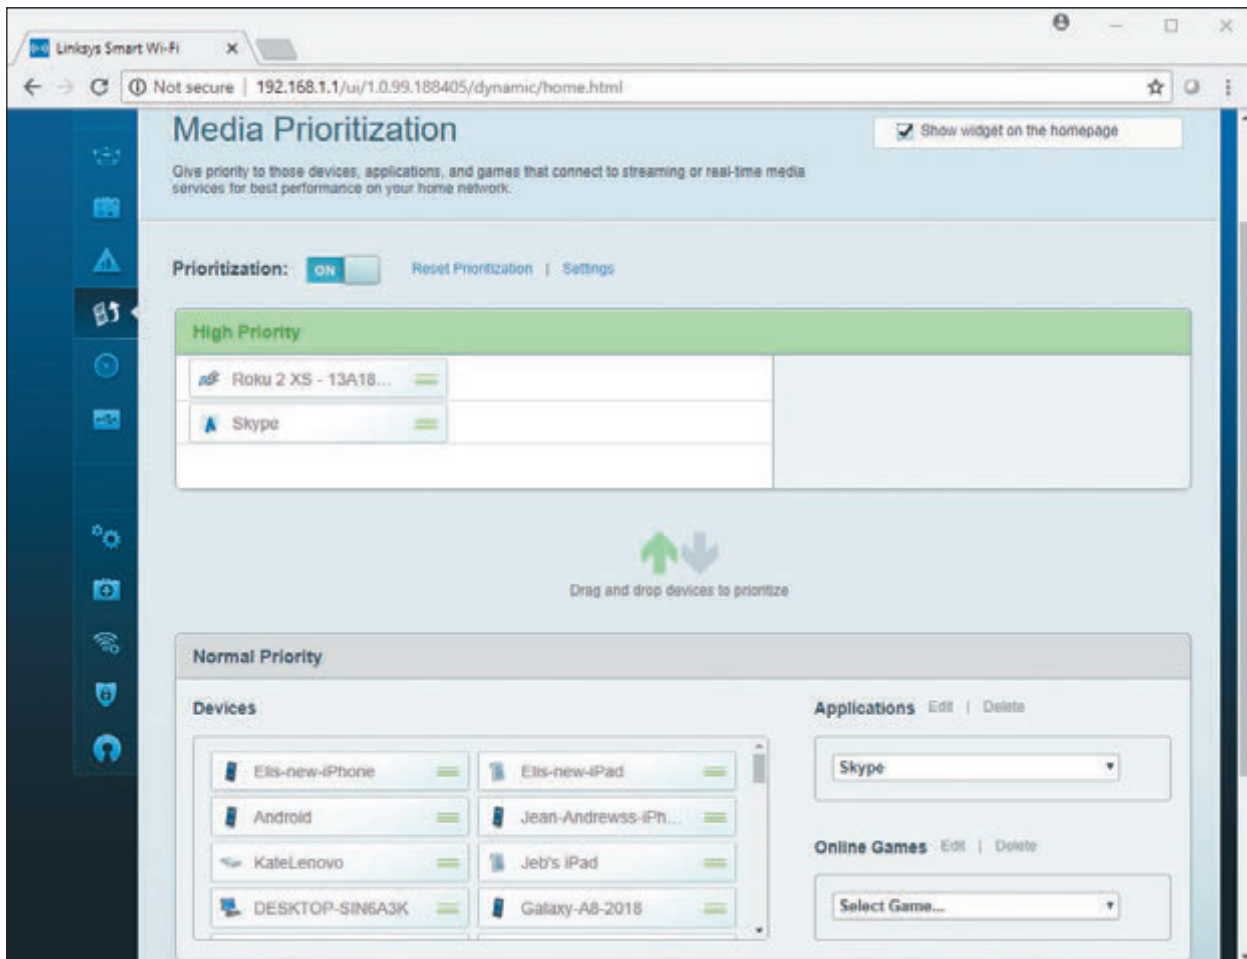 Linksys Smart Wi-Fi
Not secure | 192.168.1.1/ui/1.0.99.188405/dynamic/home.html
Media Prioritization
Show widget on the homepage
Give priority to those devices, applications, and games that connect to streaming or real-time media
services for best performance on your home network.
Prioritization: ON Reset Prioritization | Settings
High Priority
Roku 2 XS - 13A18...
Skype
Drag and drop devices to prioritize
Normal Priority
Devices
Applications Edit | Delete
Elis-new-iPhone
Elis-new-iPad
Skype
Android
Jean-Andrewss-iPh...
Online Games Edit | Delete
KateLenovo
Jeb's iPad
DESKTOP-SIN6A3K
Galaxy-A8-2018
Select Game...